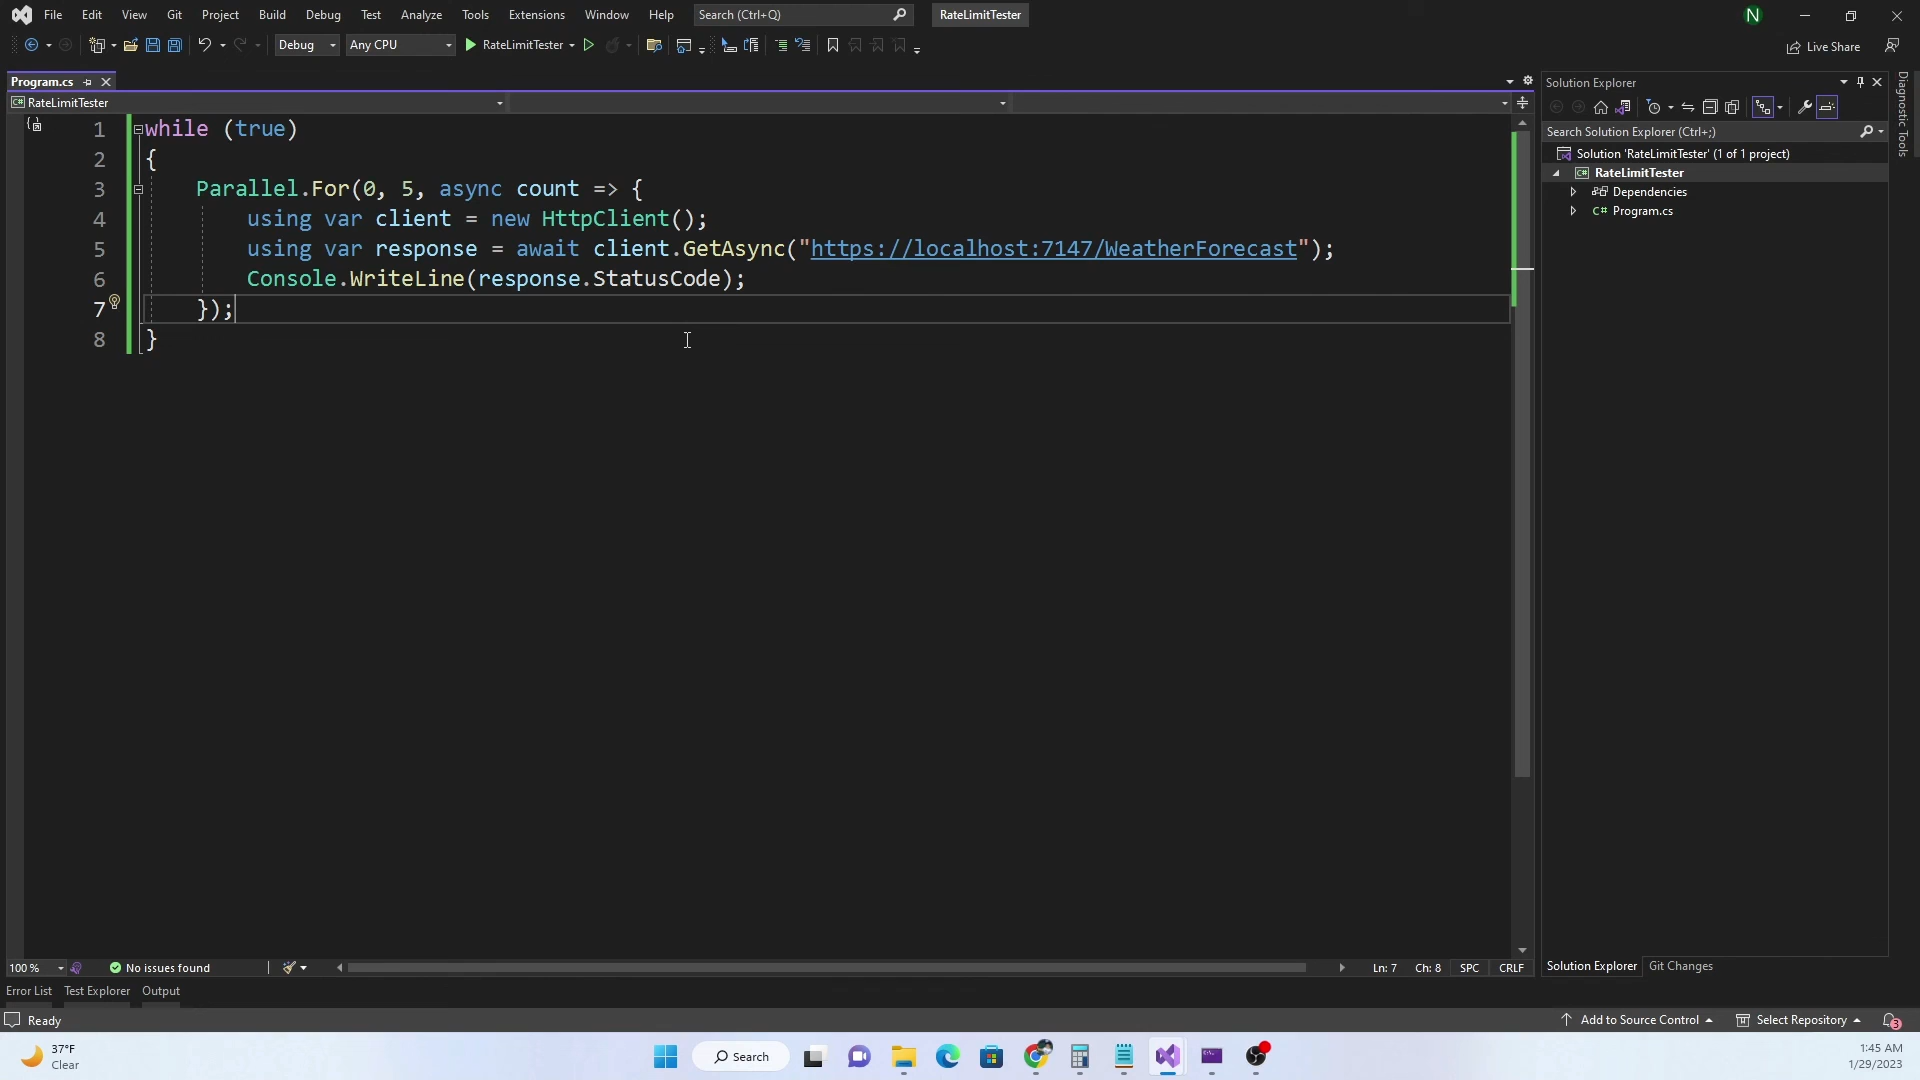 File Edit View Git Project Build Debug Test Analyze Tools Extensions Window Help Search (Ctrl+Q) RateLimitTester N
Debug Any CPU RateLimitTester Live Share
Program.cs
RateLimitTester
1 while (true)
2 {
3 Parallel.For(0, 5, async count => {
4 using var client = new HttpClient();
5 using var response = await client.GetAsync("https://localhost:7147/WeatherForecast");
6 Console.WriteLine(response.StatusCode);
7 });
8 }
Solution Explorer
Search Solution Explorer (Ctrl+;)
Solution 'RateLimitTester' (1 of 1 project)
C# RateLimitTester
Dependencies
C# Program.cs
Diagnostic Tools
100 % No issues found Ln: 7 Ch: 8 SPC CRLF
Solution Explorer Git Changes
Error List Test Explorer Output
Ready Add to Source Control Select Repository 3
37°F
Clear
Search
1:45 AM
1/29/2023